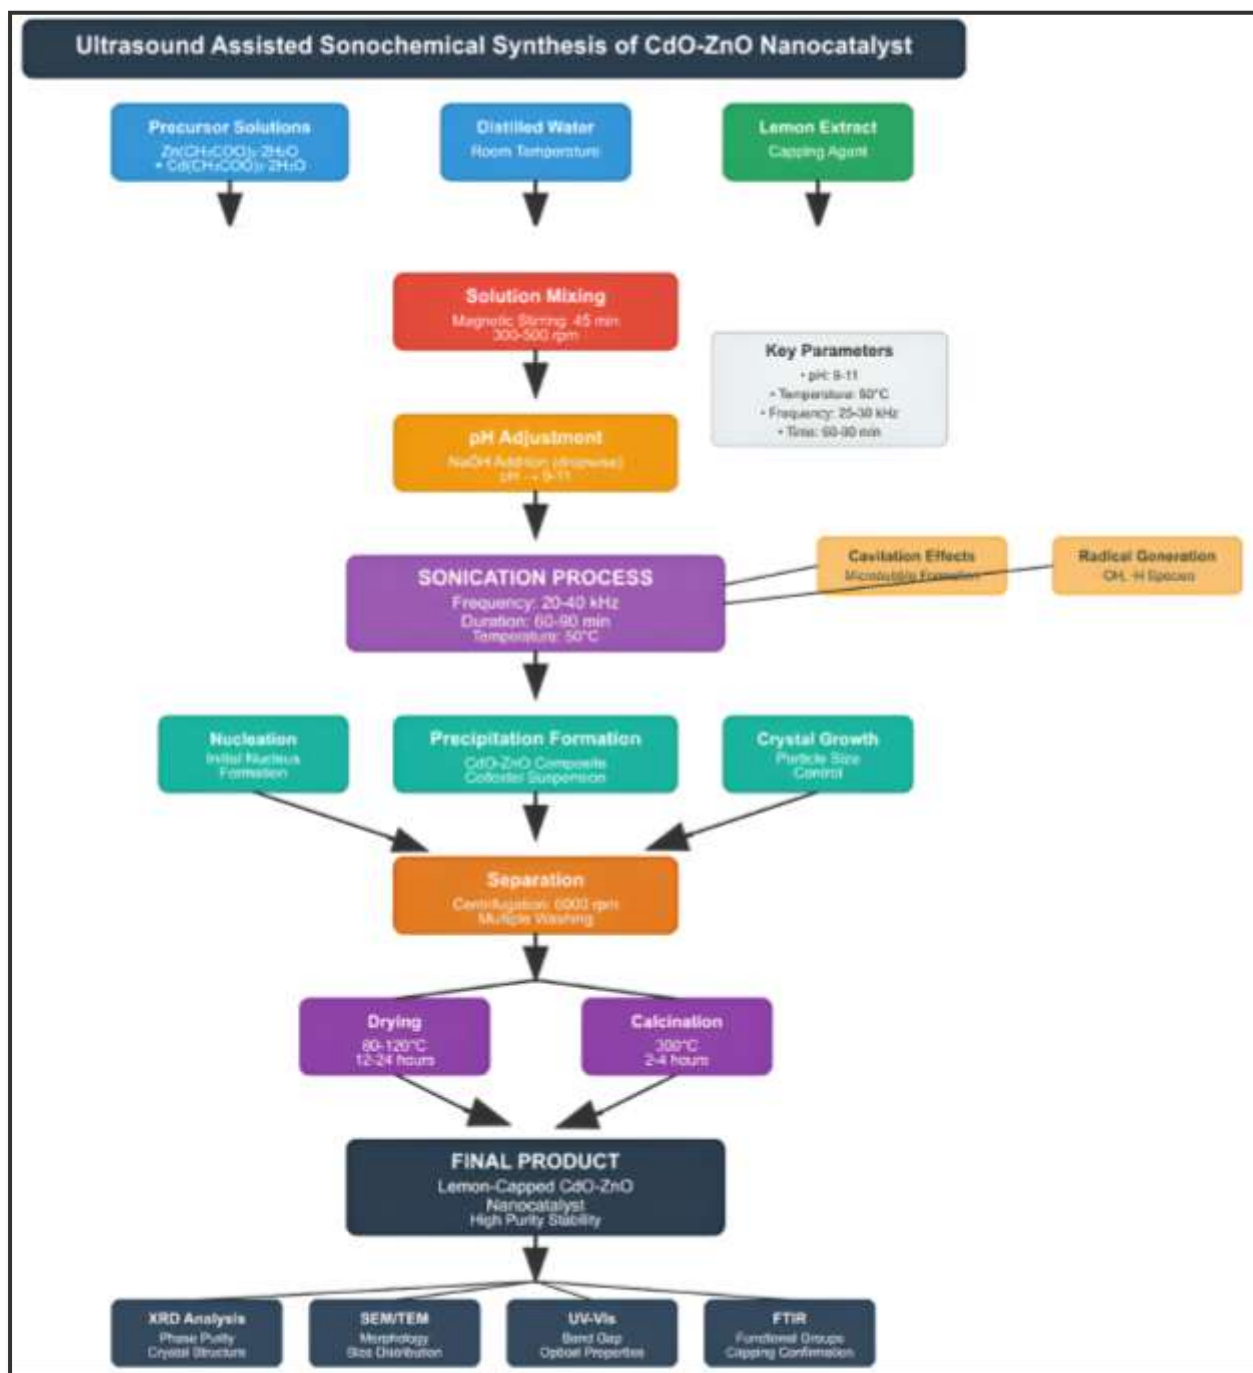 Ultrasound Assisted Sonochemical Synthesis of CdO-ZnO Nanocatalyst
Precursor Solutions
Zn(CH₃COO)₂·2H₂O
+ Cd(CH₃COO)₂·2H₂O
Distilled Water
Room Temperature
Lemon Extract
Capping Agent
Solution Mixing
Magnetic Stirring: 45 min
300-500 rpm
Key Parameters
• pH: 9-11
• Temperature: 50°C
• Frequency: 25-30 kHz
• Time: 60-90 min
pH Adjustment
NaOH Addition (dropwise)
pH → 9-11
SONICATION PROCESS
Frequency: 20-40 kHz
Duration: 60-90 min
Temperature: 50°C
Cavitation Effects
Microbubble Formation
Radical Generation
OH, ·H Species
Nucleation
Initial Nucleus
Formation
Precipitation Formation
CdO-ZnO Composite
Colloidal Suspension
Crystal Growth
Particle Size
Control
Separation
Centrifugation: rpm
Multiple Washing
Drying
80-120°C
12-24 hours
Calcination
300°C
2-4 hours
FINAL PRODUCT
Lemon-Capped CdO-ZnO
Nanocatalyst
High Purity Stability
XRD Analysis
Phase Purity
Crystal Structure
SEM/TEM
Morphology
Size Distribution
UV-Vis
Band Gap
Optical Properties
FTIR
Functional Groups
Capping Confirmation